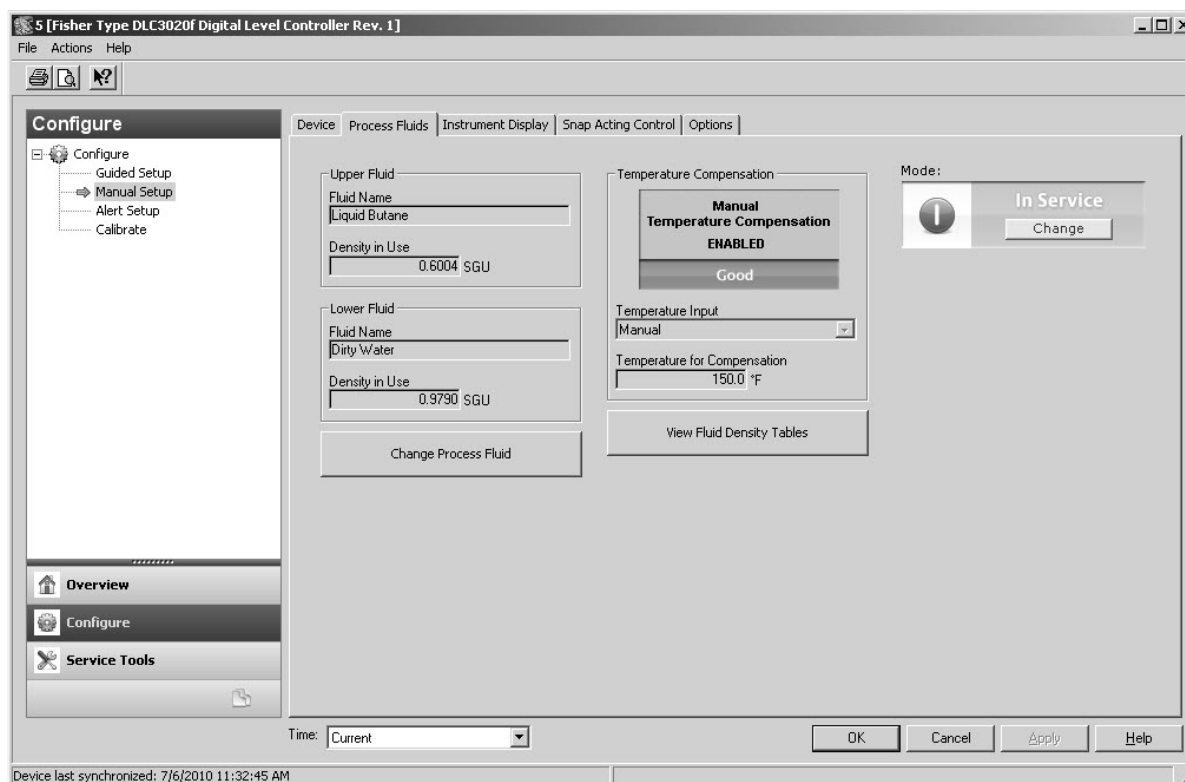 5 [Fisher Type DLC3020f Digital Level Controller Rev. 1]
File Actions Help
Configure
Configure
Guided Setup
Manual Setup
Alert Setup
Calibrate
Overview
Configure
Service Tools
Device Process Fluids Instrument Display Snap Acting Control Options
Upper Fluid
Fluid Name
Liquid Butane
Density in Use
0.6004 SGU
Lower Fluid
Fluid Name
Dirty Water
Density in Use
0.9790 SGU
Change Process Fluid
Temperature Compensation
Manual
Temperature Compensation
ENABLED
Good
Temperature Input
Manual
Temperature for Compensation
150.0 °F
View Fluid Density Tables
Mode:
In Service
Change
Time: Current
OK Cancel Apply Help
Device last synchronized: 7/6/2010 11:32:45 AM